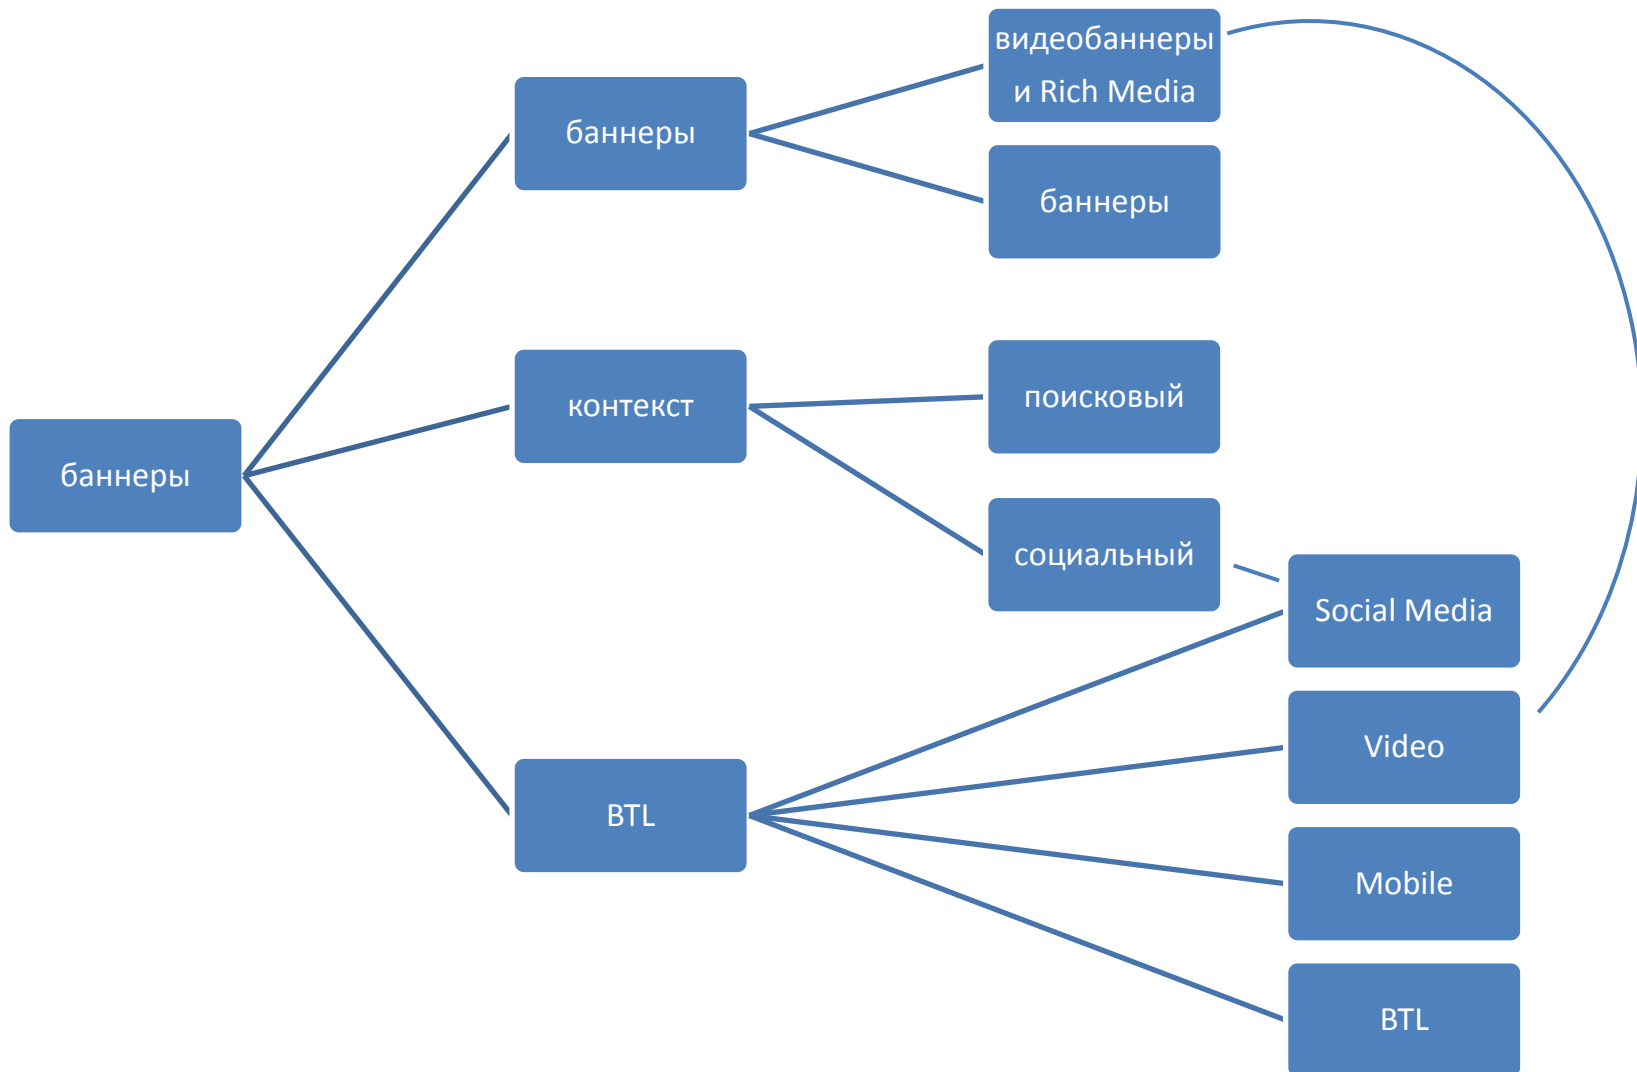 видеобаннеры
и Rich Media
баннеры
баннеры
контекст
поисковый
баннеры
социальный
Social Media
Video
BTL
Mobile
BTL